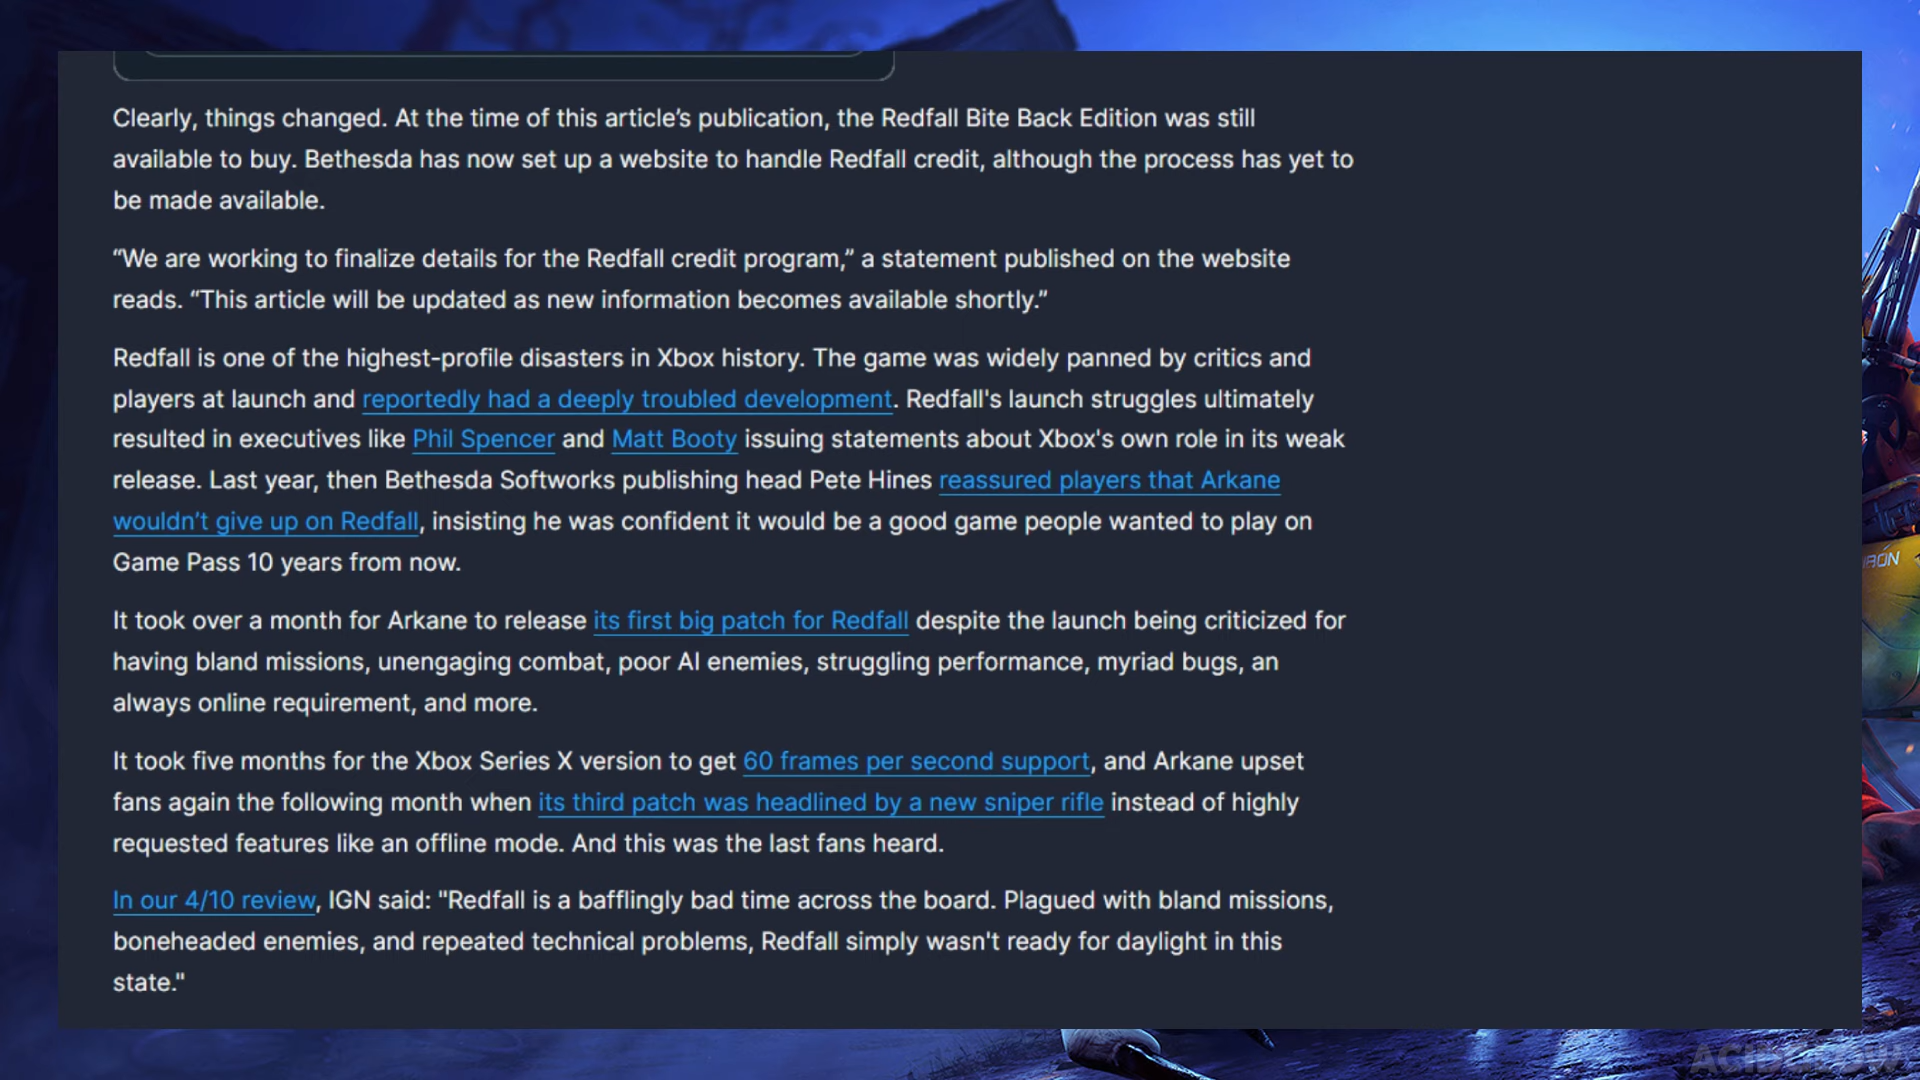 Clearly, things changed. At the time of this article’s publication, the Redfall Bite Back Edition was still
available to buy. Bethesda has now set up a website to handle Redfall credit, although the process has yet to
be made available.
“We are working to finalize details for the Redfall credit program,” a statement published on the website
reads. “This article will be updated as new information becomes available shortly.”
Redfall is one of the highest-profile disasters in Xbox history. The game was widely panned by critics and
players at launch and reportedly had a deeply troubled development. Redfall's launch struggles ultimately
resulted in executives like Phil Spencer and Matt Booty issuing statements about Xbox's own role in its weak
release. Last year, then Bethesda Softworks publishing head Pete Hines reassured players that Arkane
wouldn’t give up on Redfall, insisting he was confident it would be a good game people wanted to play on
Game Pass 10 years from now.
It took over a month for Arkane to release its first big patch for Redfall despite the launch being criticized for
having bland missions, unengaging combat, poor AI enemies, struggling performance, myriad bugs, an
always online requirement, and more.
It took five months for the Xbox Series X version to get 60 frames per second support, and Arkane upset
fans again the following month when its third patch was headlined by a new sniper rifle instead of highly
requested features like an offline mode. And this was the last fans heard.
In our 4/10 review, IGN said: "Redfall is a bafflingly bad time across the board. Plagued with bland missions,
boneheaded enemies, and repeated technical problems, Redfall simply wasn't ready for daylight in this
state."